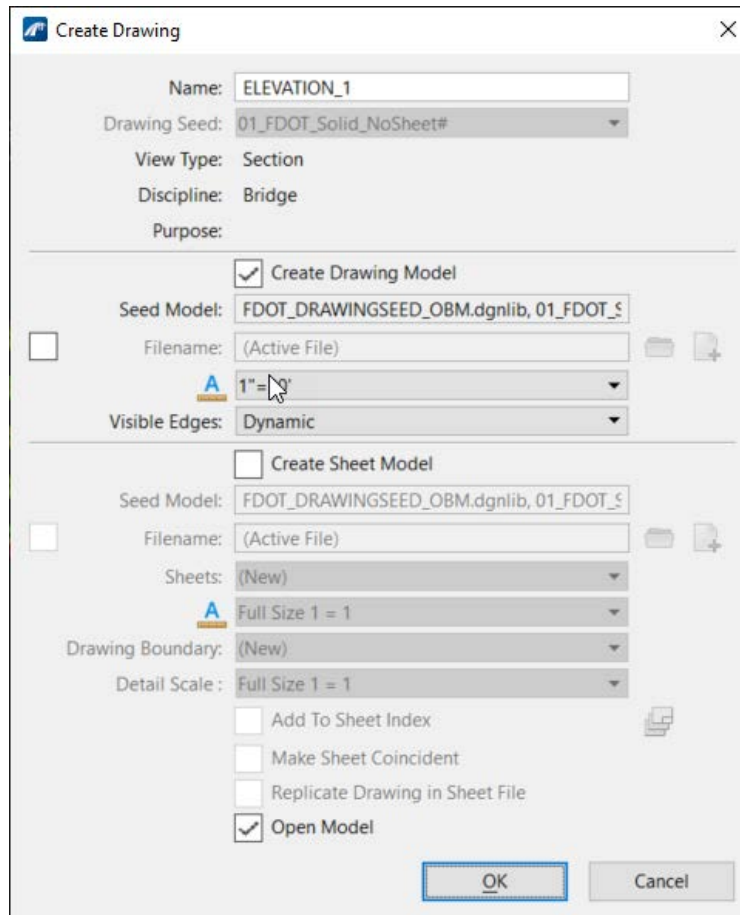 Create Drawing
Name: ELEVATION_1
Drawing Seed: 01_FDOT_Solid_NoSheet#
View Type: Section
Discipline: Bridge
Purpose:
Create Drawing Model
Seed Model: FDOT_DRAWINGSEED_OBM.dgnlib, 01_FDOT_S
Filename: (Active File)
A
Visible Edges: Dynamic
Create Sheet Model
Seed Model: FDOT_DRAWINGSEED_OBM.dgnlib, 01_FDOT_S
Filename: (Active File)
Sheets: (New)
A Full Size 1 = 1
Drawing Boundary: (New)
Detail Scale : Full Size 1 = 1
Add To Sheet Index
Make Sheet Coincident
Replicate Drawing in Sheet File
Open Model
OK Cancel